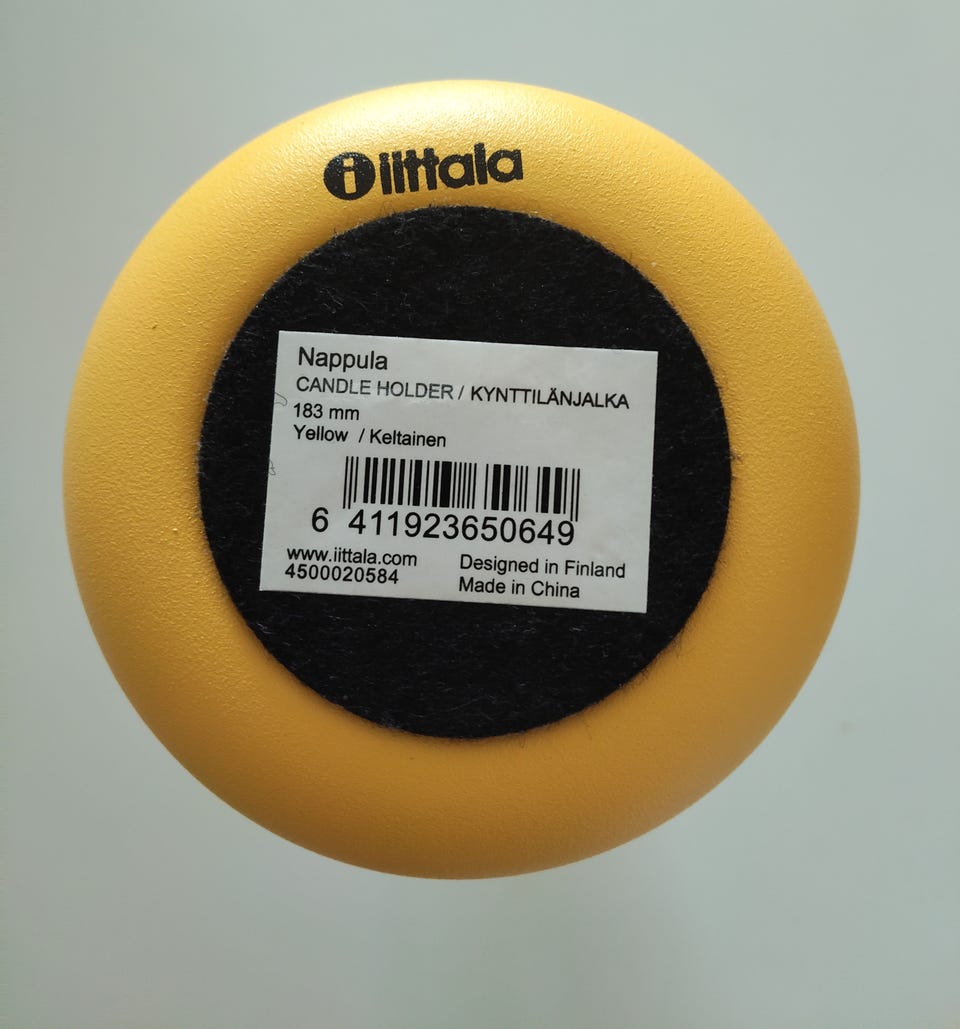 i iittala
Nappula
CANDLE HOLDER / KYNTTILÄNJALKA
183 mm
Yellow / Keltainen
6 411923650649
www.iittala.com Designed in Finland
4500020584 Made in China